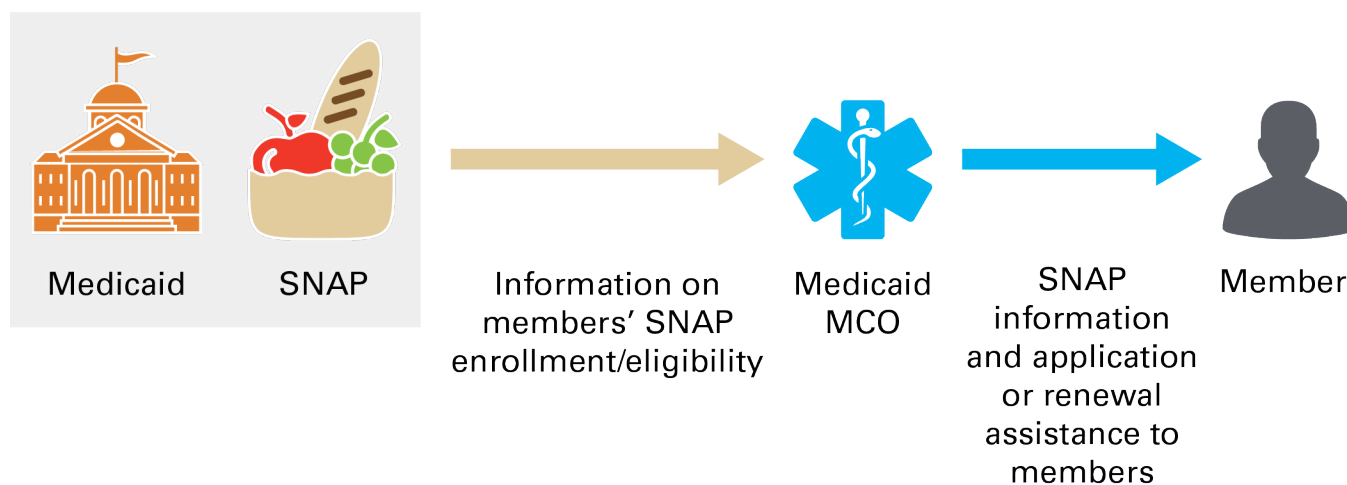 Medicaid
SNAP
Information on
members’ SNAP
enrollment/eligibility
Medicaid
MCO
SNAP
information
and application
or renewal
assistance to
members
Member